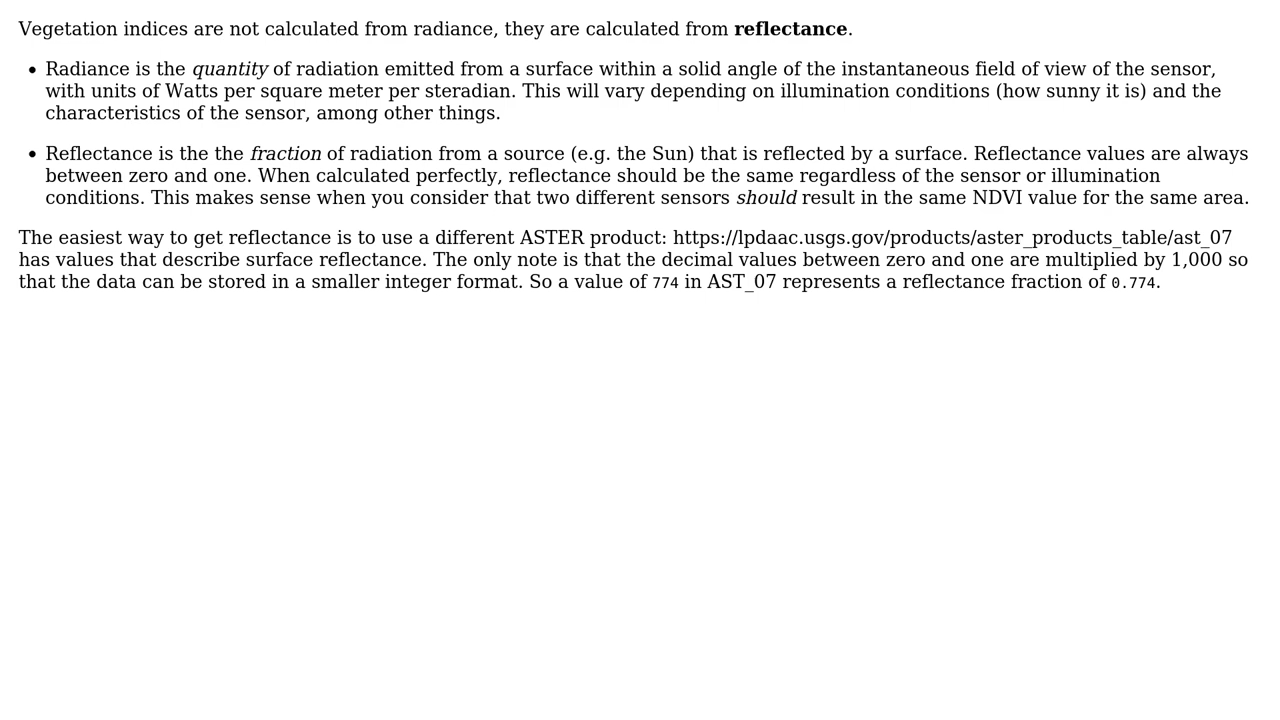 Vegetation indices are not calculated from radiance, they are calculated from reflectance.
• Radiance is the quantity of radiation emitted from a surface within a solid angle of the instantaneous field of view of the sensor,
with units of Watts per square meter per steradian. This will vary depending on illumination conditions (how sunny it is) and the
characteristics of the sensor, among other things.
• Reflectance is the the fraction of radiation from a source (e.g. the Sun) that is reflected by a surface. Reflectance values are always
between zero and one. When calculated perfectly, reflectance should be the same regardless of the sensor or illumination
conditions. This makes sense when you consider that two different sensors should result in the same NDVI value for the same area.
The easiest way to get reflectance is to use a different ASTER product: https://lpdaac.usgs.gov/products/aster_products_table/ast_07
has values that describe surface reflectance. The only note is that the decimal values between zero and one are multiplied by 1,000 so
that the data can be stored in a smaller integer format. So a value of 774 in AST_07 represents a reflectance fraction of 0.774.